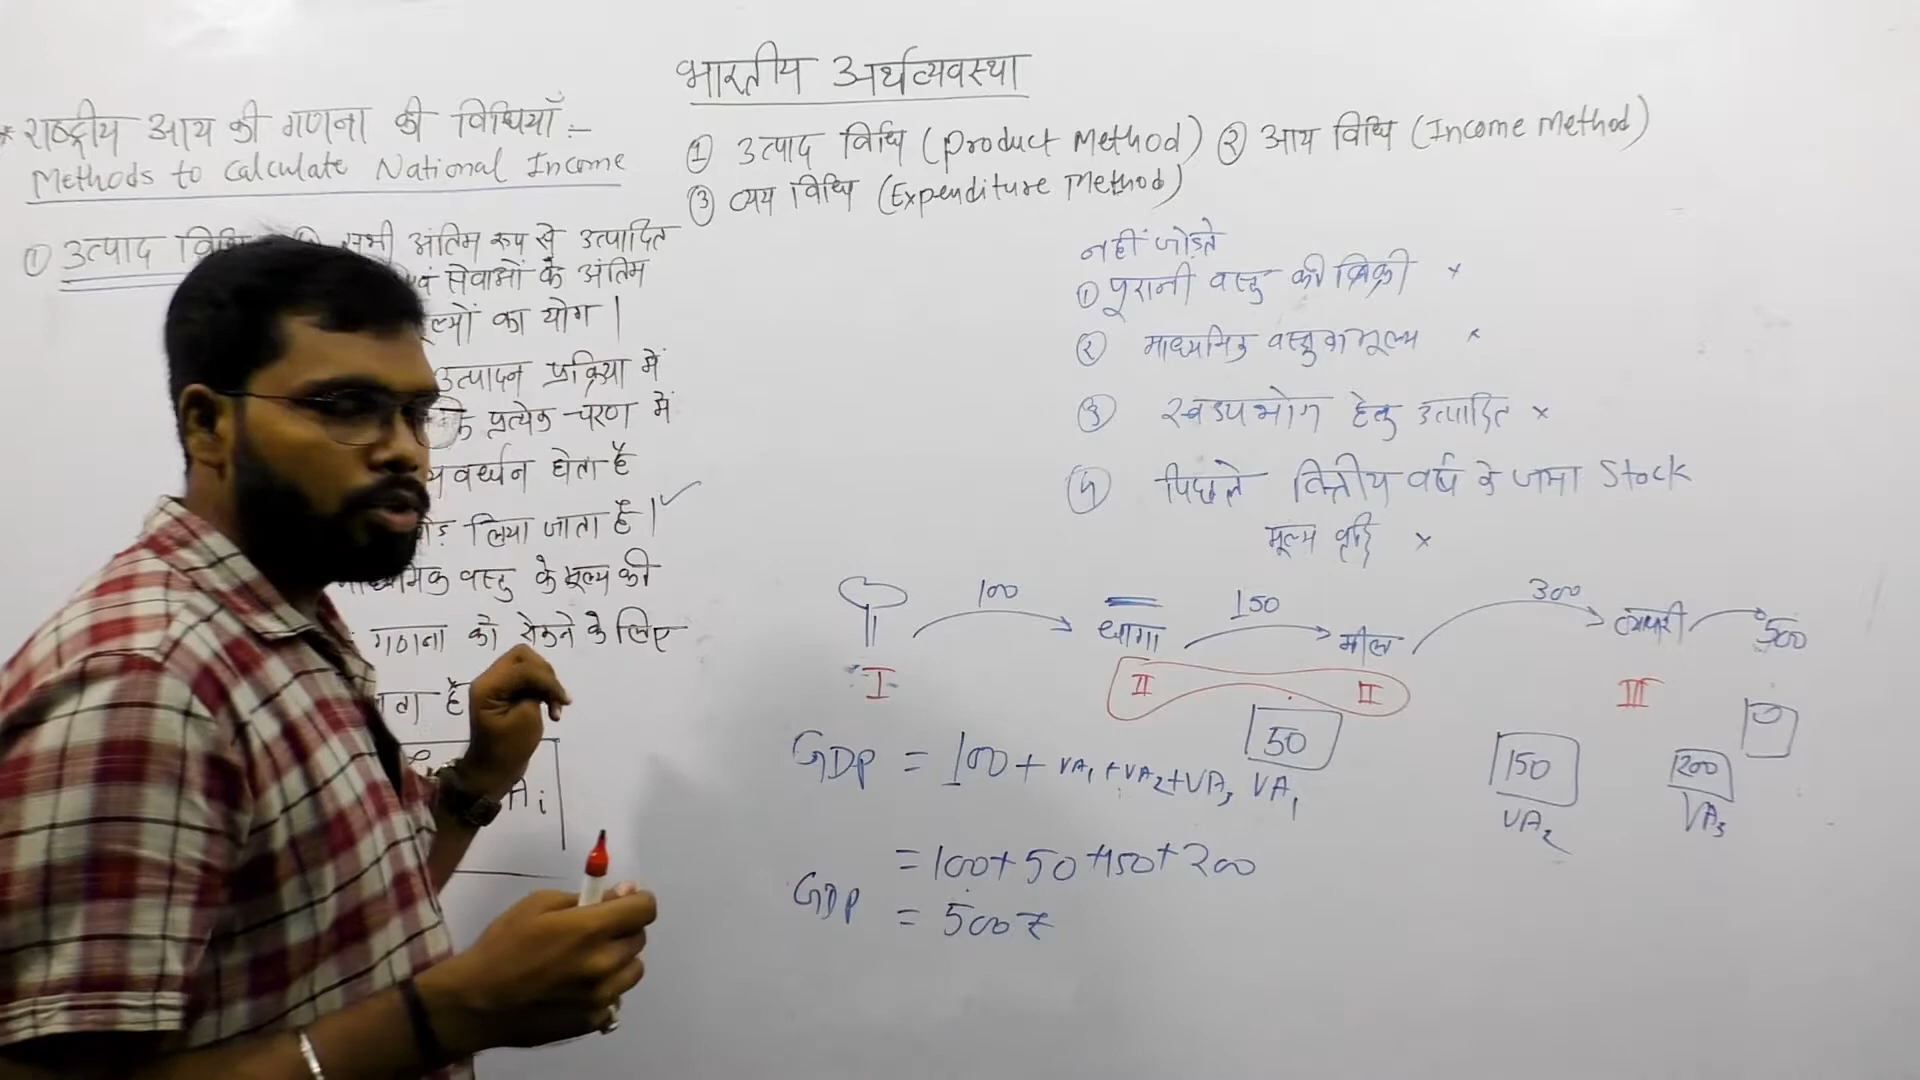 भारतीय अर्थव्यवस्था
* राष्ट्रीय आय की गणना की विधियाँ :-
Methods to Calculate National Income
① उत्पाद विधि (Product Method) ② आय विधि (Income Method)
③ व्यय विधि (Expenditure Method)
① उत्पाद अंतिम रूप से उत्पादित
एवं सेवाओं के अंतिम
का योग |
उत्पादन प्रक्रिया में
प्रत्येक चरण में
होता है
लिया जाता है |✓
वस्तु के मूल्य की
गणना को रोकने के लिए
है
A i
नहीं जोड़ते
① पूरानी वस्तु की बिक्री ×
② माध्यमिक वस्तु का मूल्य ×
③ स्वउपभोग हेतु उत्पादित ×
④ पिछले वित्तीय वर्ष के जमा Stock
मूल्य वृद्धि ×
100 150 300
धागा मील व्यापारी 500
I II II III
50 150 200
VA₁ VA₂ VA₃
GDP = 100 + VA₁ + VA₂ + VA₃
= 100 + 50 + 150 + 200
GDP = 500 ₹